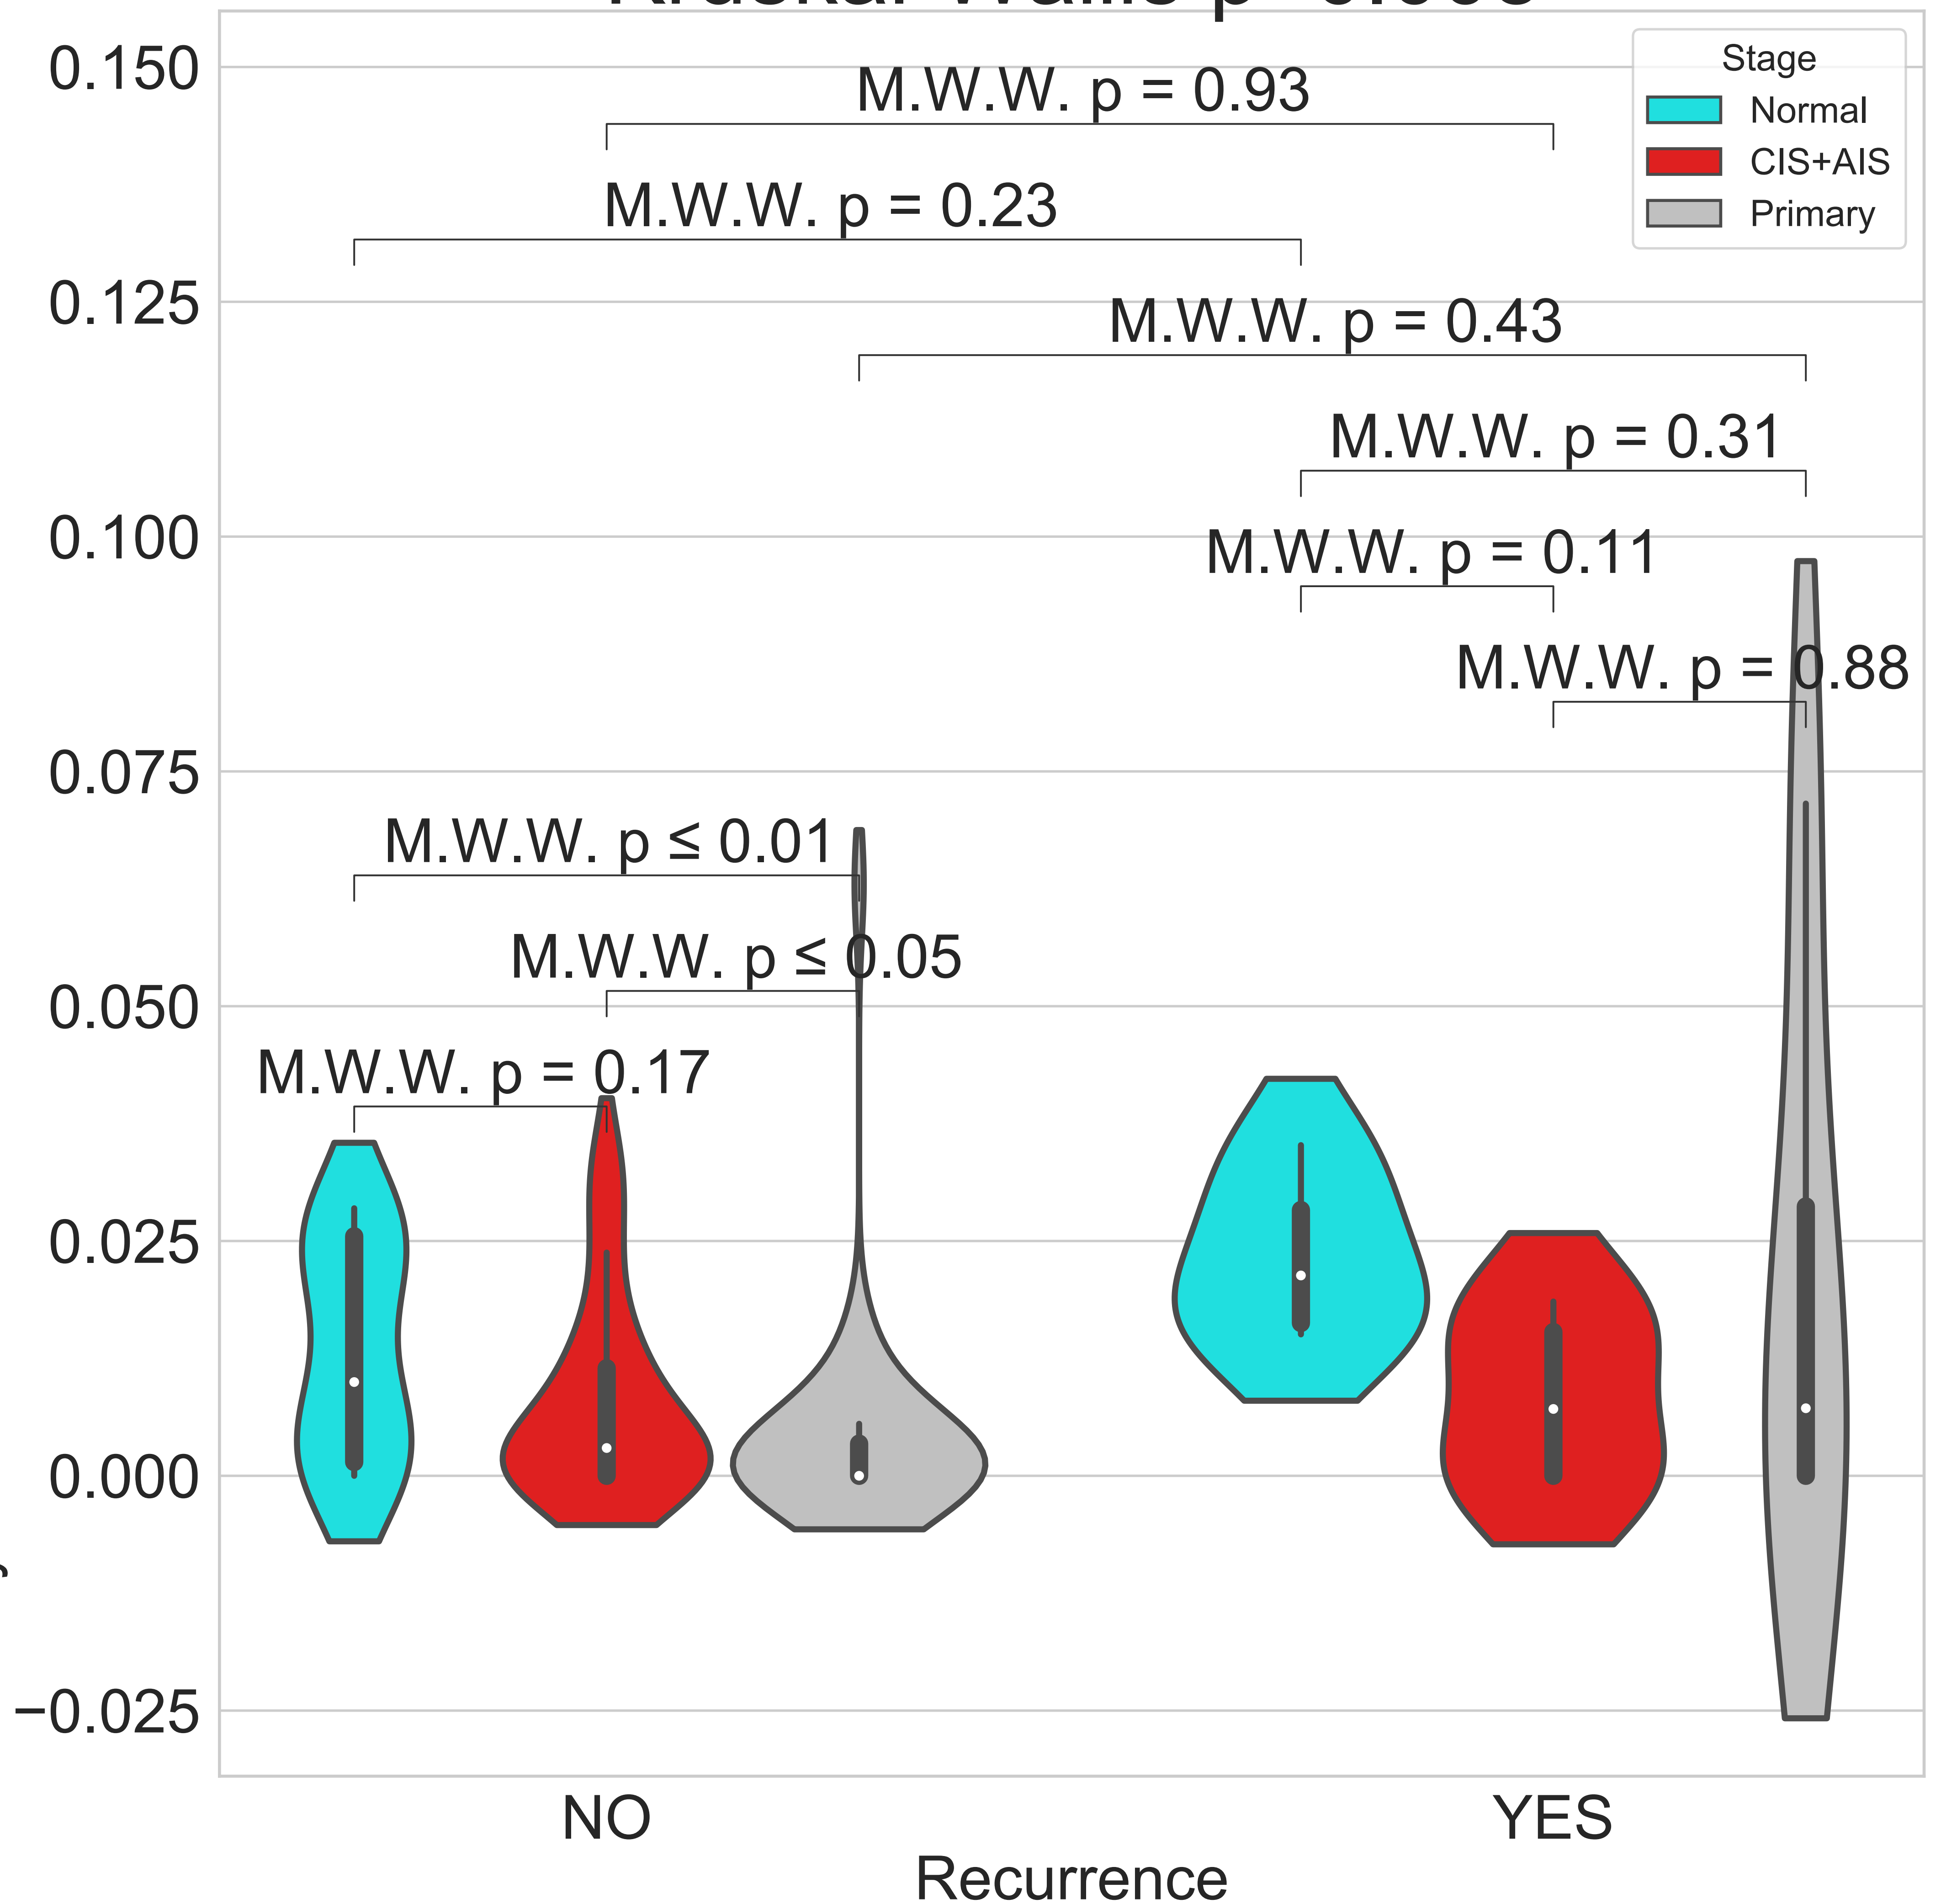 Stage
Normal
CIS+AIS
Primary
0.150
0.125
0.100
0.075
0.050
0.025
0.000
−0.025
M.W.W. p = 0.93
M.W.W. p = 0.23
M.W.W. p = 0.43
M.W.W. p = 0.31
M.W.W. p = 0.11
M.W.W. p = 0.88
M.W.W. p ≤ 0.01
M.W.W. p ≤ 0.05
M.W.W. p = 0.17
NO
YES
Recurrence